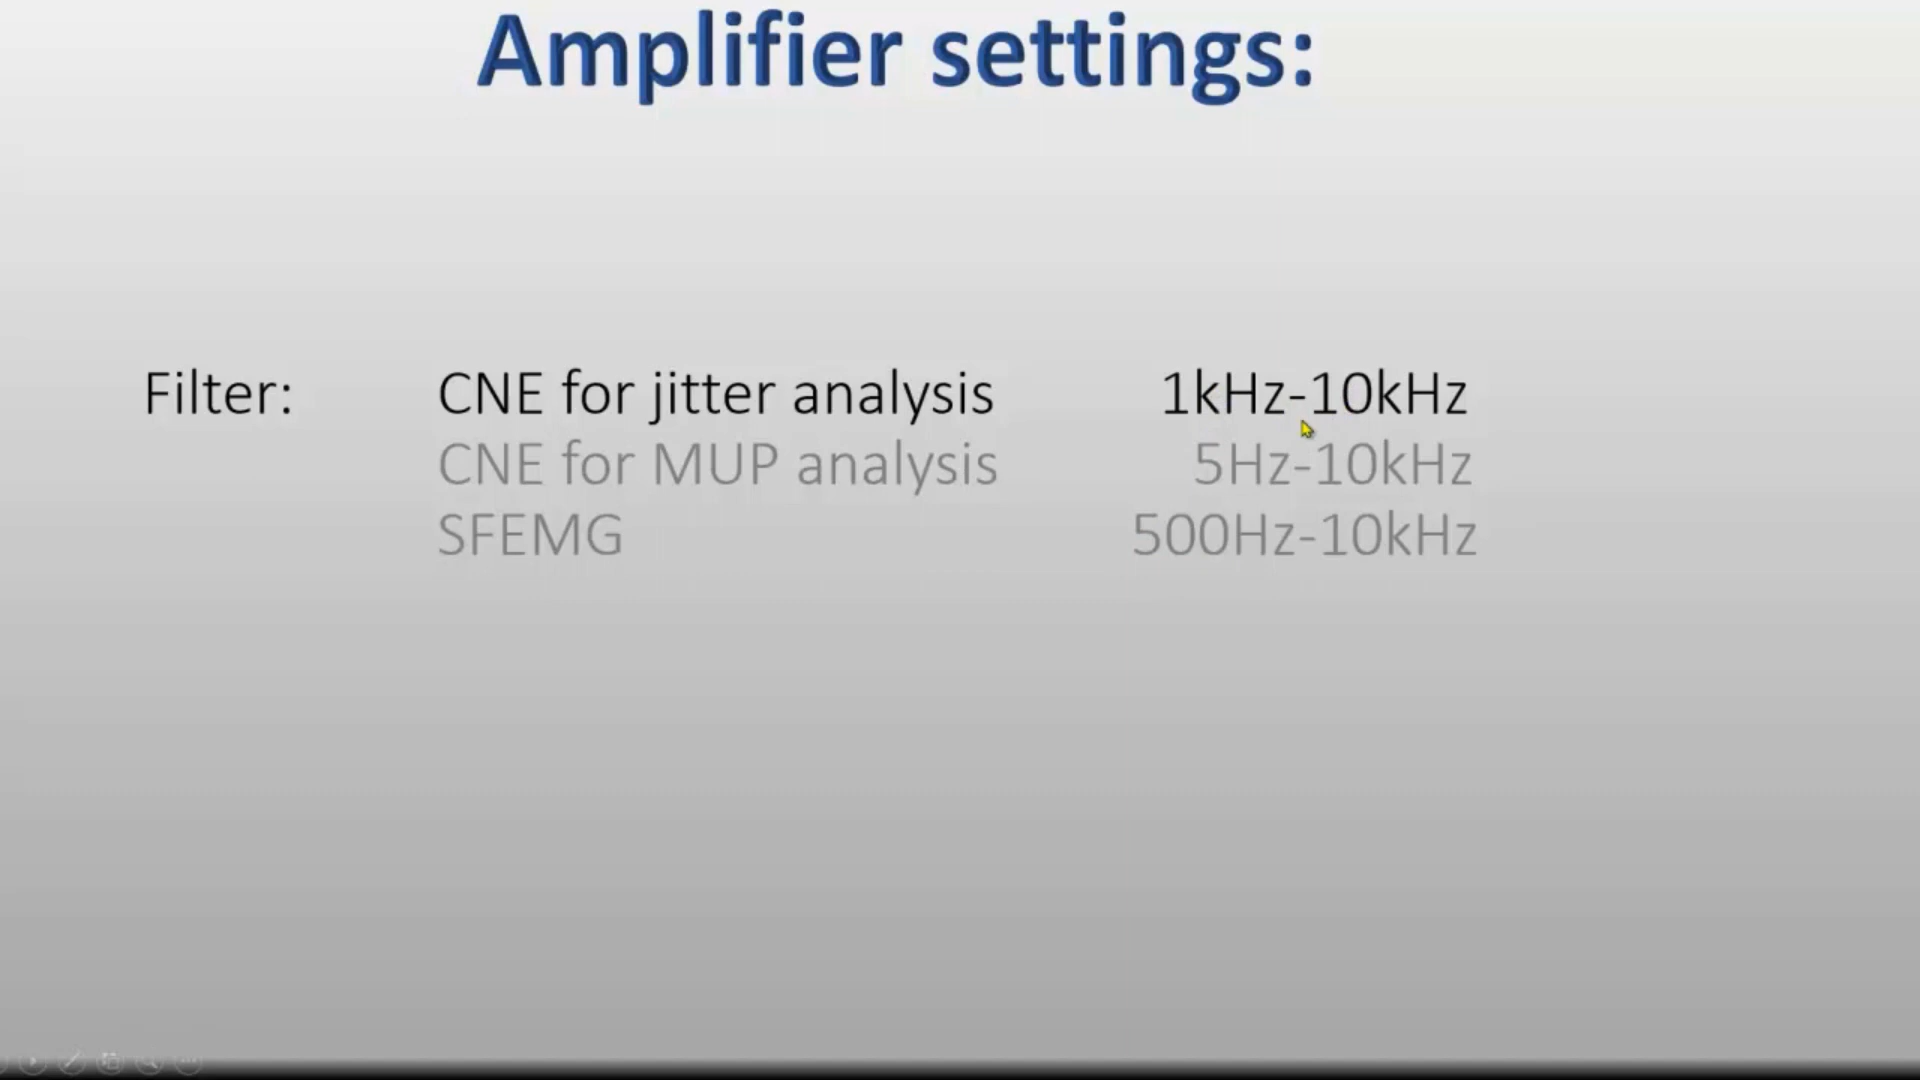 Amplifier settings:
Filter: CNE for jitter analysis 1kHz-10kHz
CNE for MUP analysis 5Hz-10kHz
SFEMG 500Hz-10kHz